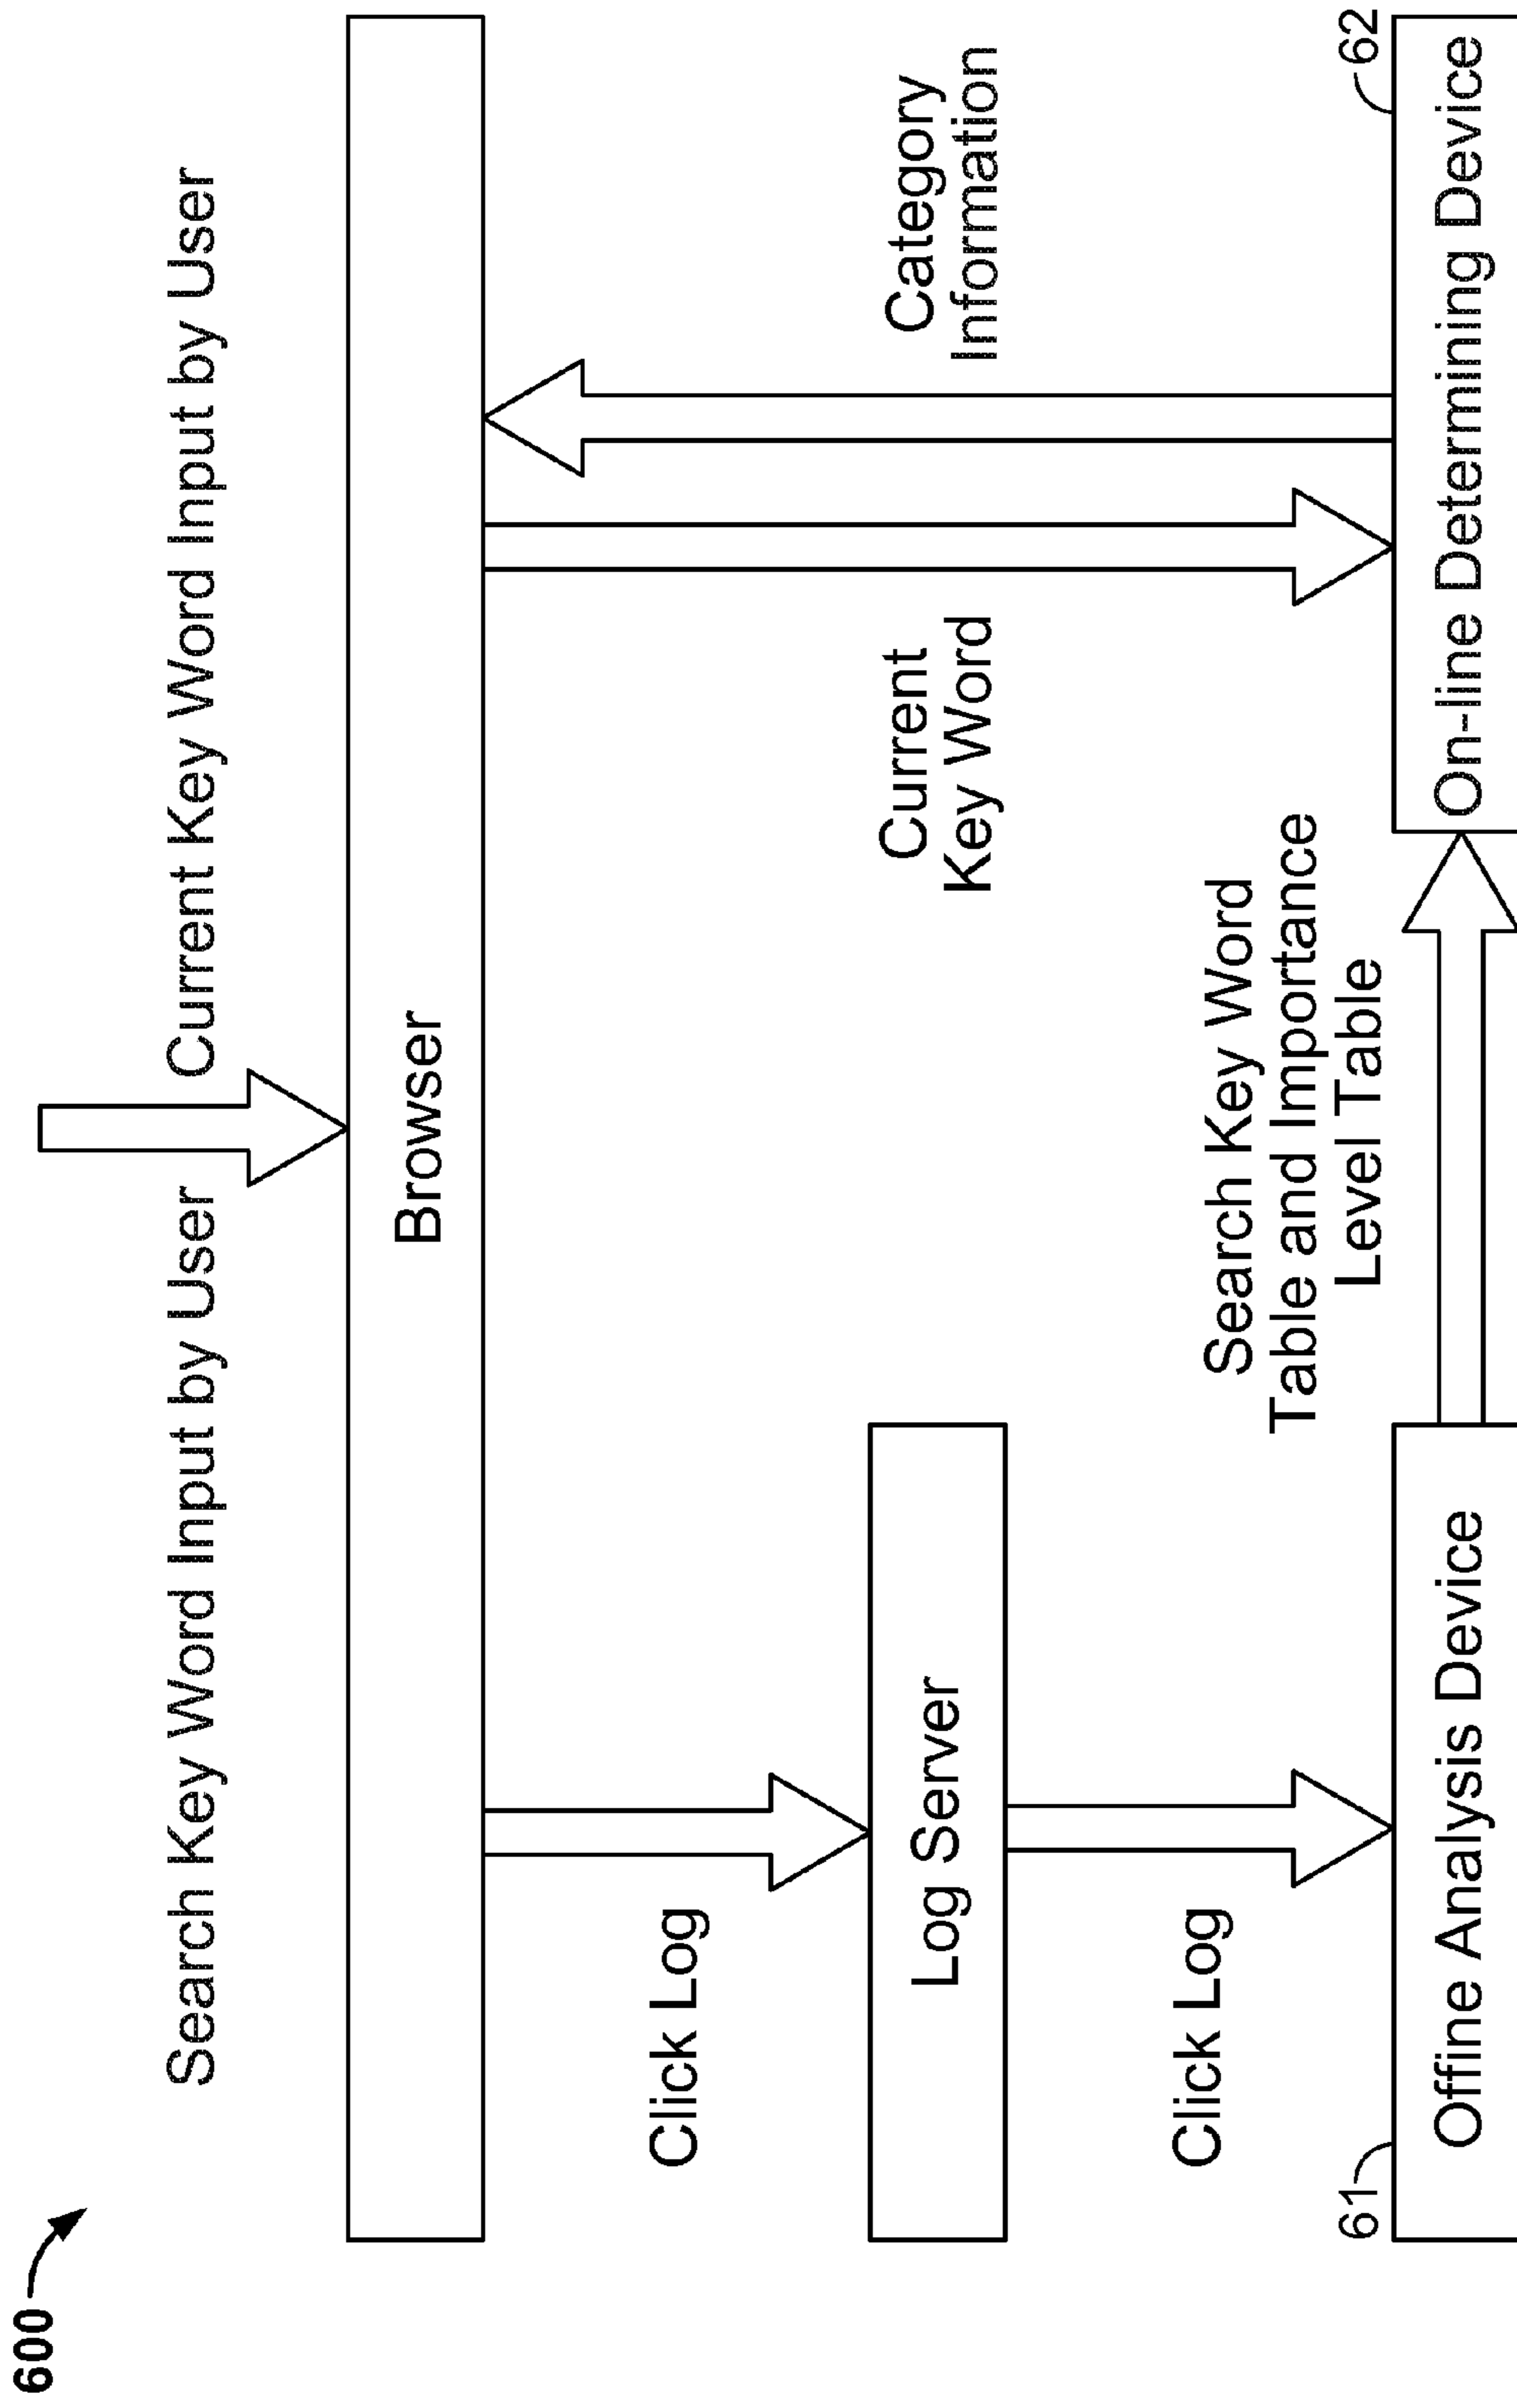 600
Search Key Word Input by User
Current Key Word Input by User
Browser
Click Log
Current
Key Word
Category
Information
Log Server
Click Log
Search Key Word
Table and Importance
Level Table
61
62
Offine Analysis Device
On-line Determining Device